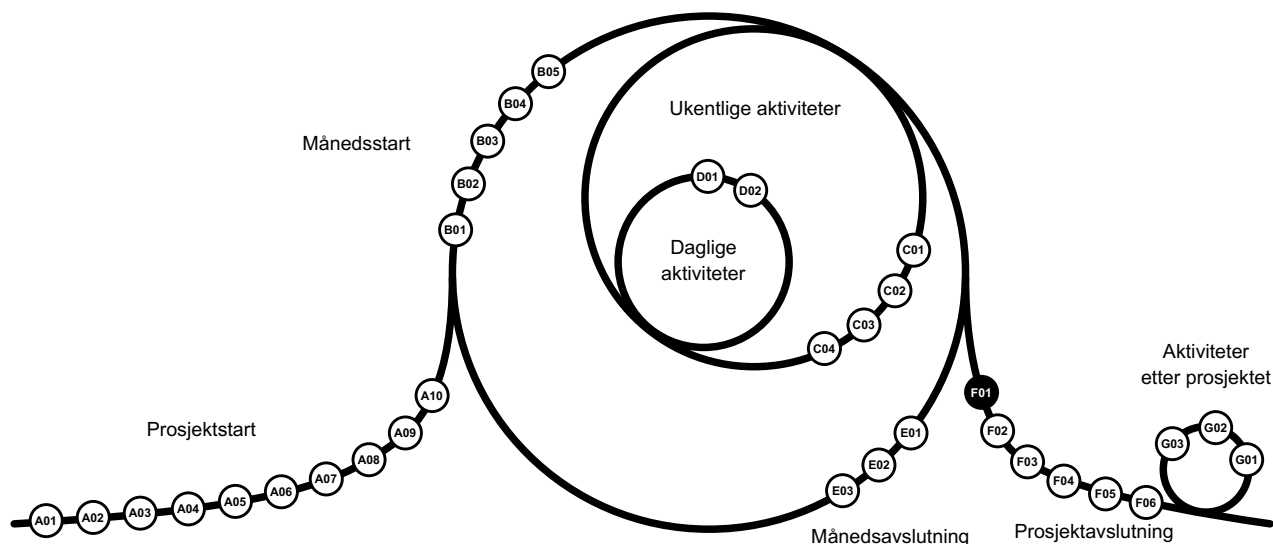 B05
B04
Ukentlige aktiviteter
Månedsstart
B03
B02
D01
D02
B01
Daglige
aktiviteter
C01
C02
C03
C04
Aktiviteter
etter prosjektet
A10
F01
Prosjektstart
A09
E01
F02
G02
G03
G01
A08
E02
F03
A07
F04
A06
E03
F05
A05
F06
A04
A03
A02
A01
Månedsavslutning
Prosjektavslutning